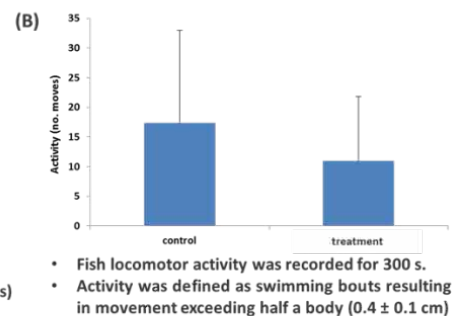 (B)
35
30
25
20
15
10
5
0
Activity (no. moves)
control treatment
• Fish locomotor activity was recorded for 300 s.
s)
• Activity was defined as swimming bouts resulting
in movement exceeding half a body (0.4 ± 0.1 cm)